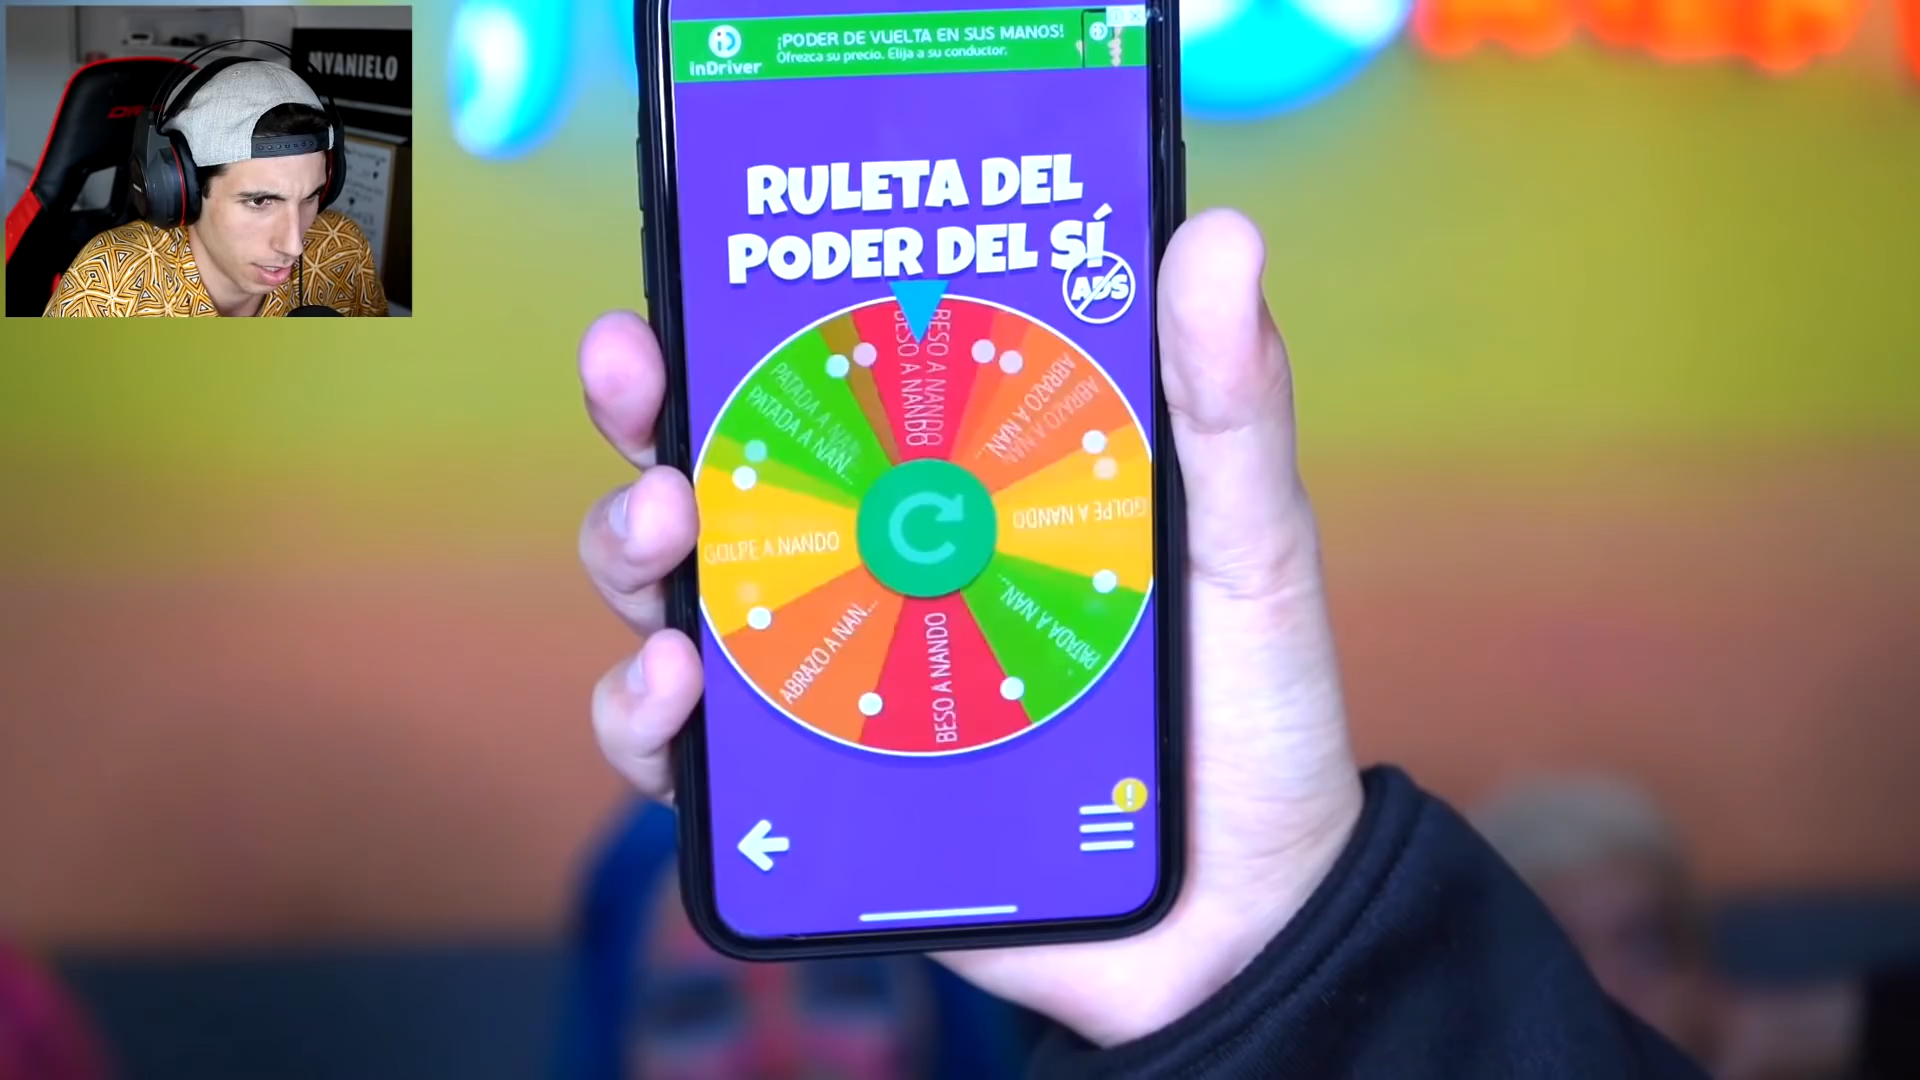 YANIELO
inDriver
¡PODER DE VUELTA EN SUS MANOS!
Ofrezca su precio. Elija a su conductor.
RULETA DEL
PODER DEL SÍ
ADS
BESO A NANDO
BESO A NANDO
ABRAZO A NAN...
ABRAZO A NAN...
GOLPE A NANDO
PATADA A NAN...
BESO A NANDO
ABRAZO A NAN...
GOLPE A NANDO
PATADA A NAN...
PATADA A NAN...
!